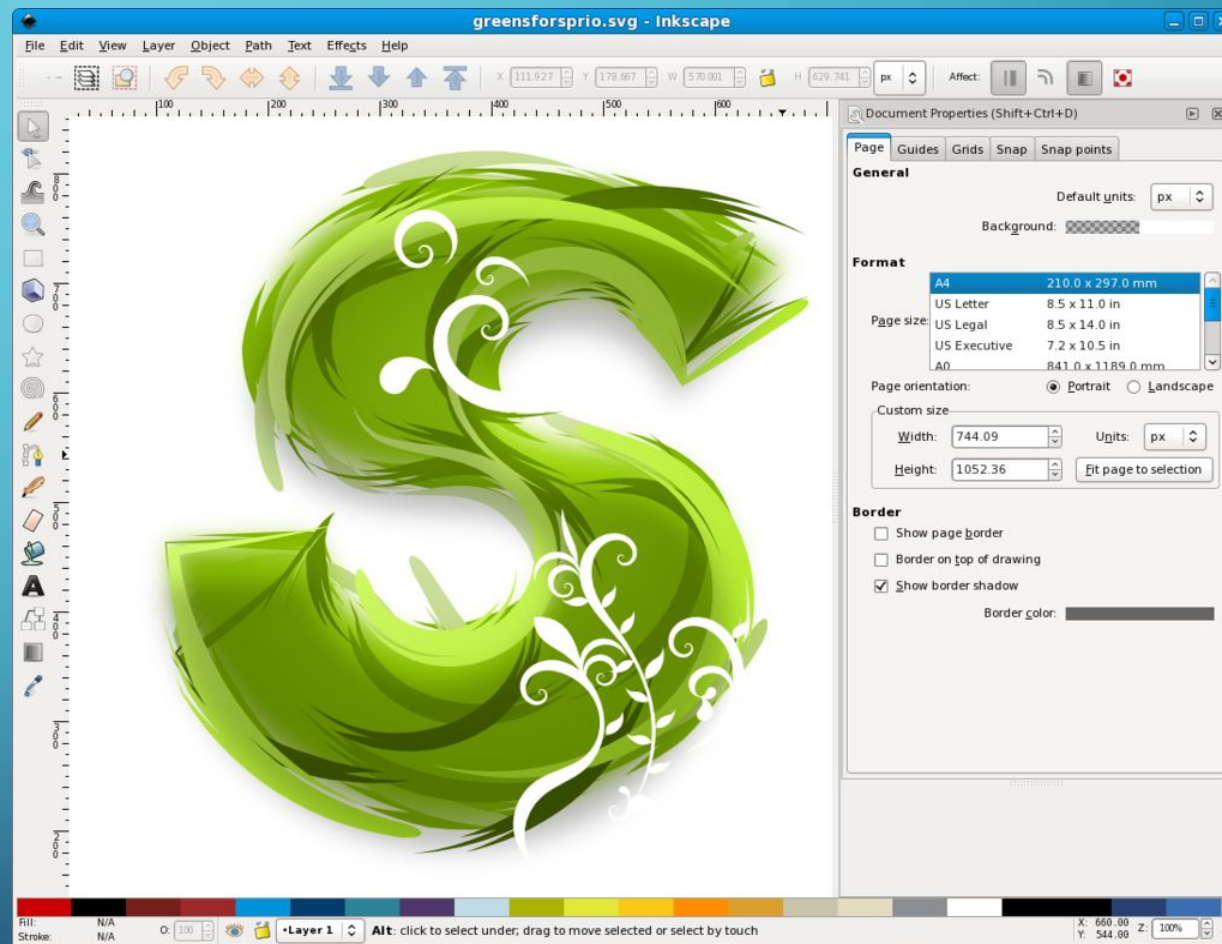 greensforsprio.svg - Inkscape
File Edit View Layer Object Path Text Effects Help
X 111.927 Y 178.667 W 570.001 H 629.741 px Affect:
100 200 300 400 500 600
Document Properties (Shift+Ctrl+D)
Page Guides Grids Snap Snap points
General
Default units: px
Background:
Format
Page size:
A4 210.0 x 297.0 mm
US Letter 8.5 x 11.0 in
US Legal 8.5 x 14.0 in
US Executive 7.2 x 10.5 in
A0 841.0 x 1189.0 mm
Page orientation: Portrait Landscape
Custom size
Width: 744.09 Units: px
Height: 1052.36 Fit page to selection
Border
Show page border
Border on top of drawing
Show border shadow
Border color:
800
700
600
500
400
300
200
S
A
Fill: N/A
Stroke: N/A
O: 100 •Layer 1 Alt: click to select under; drag to move selected or select by touch
X: 660.00
Y: 544.00
Z: 100%